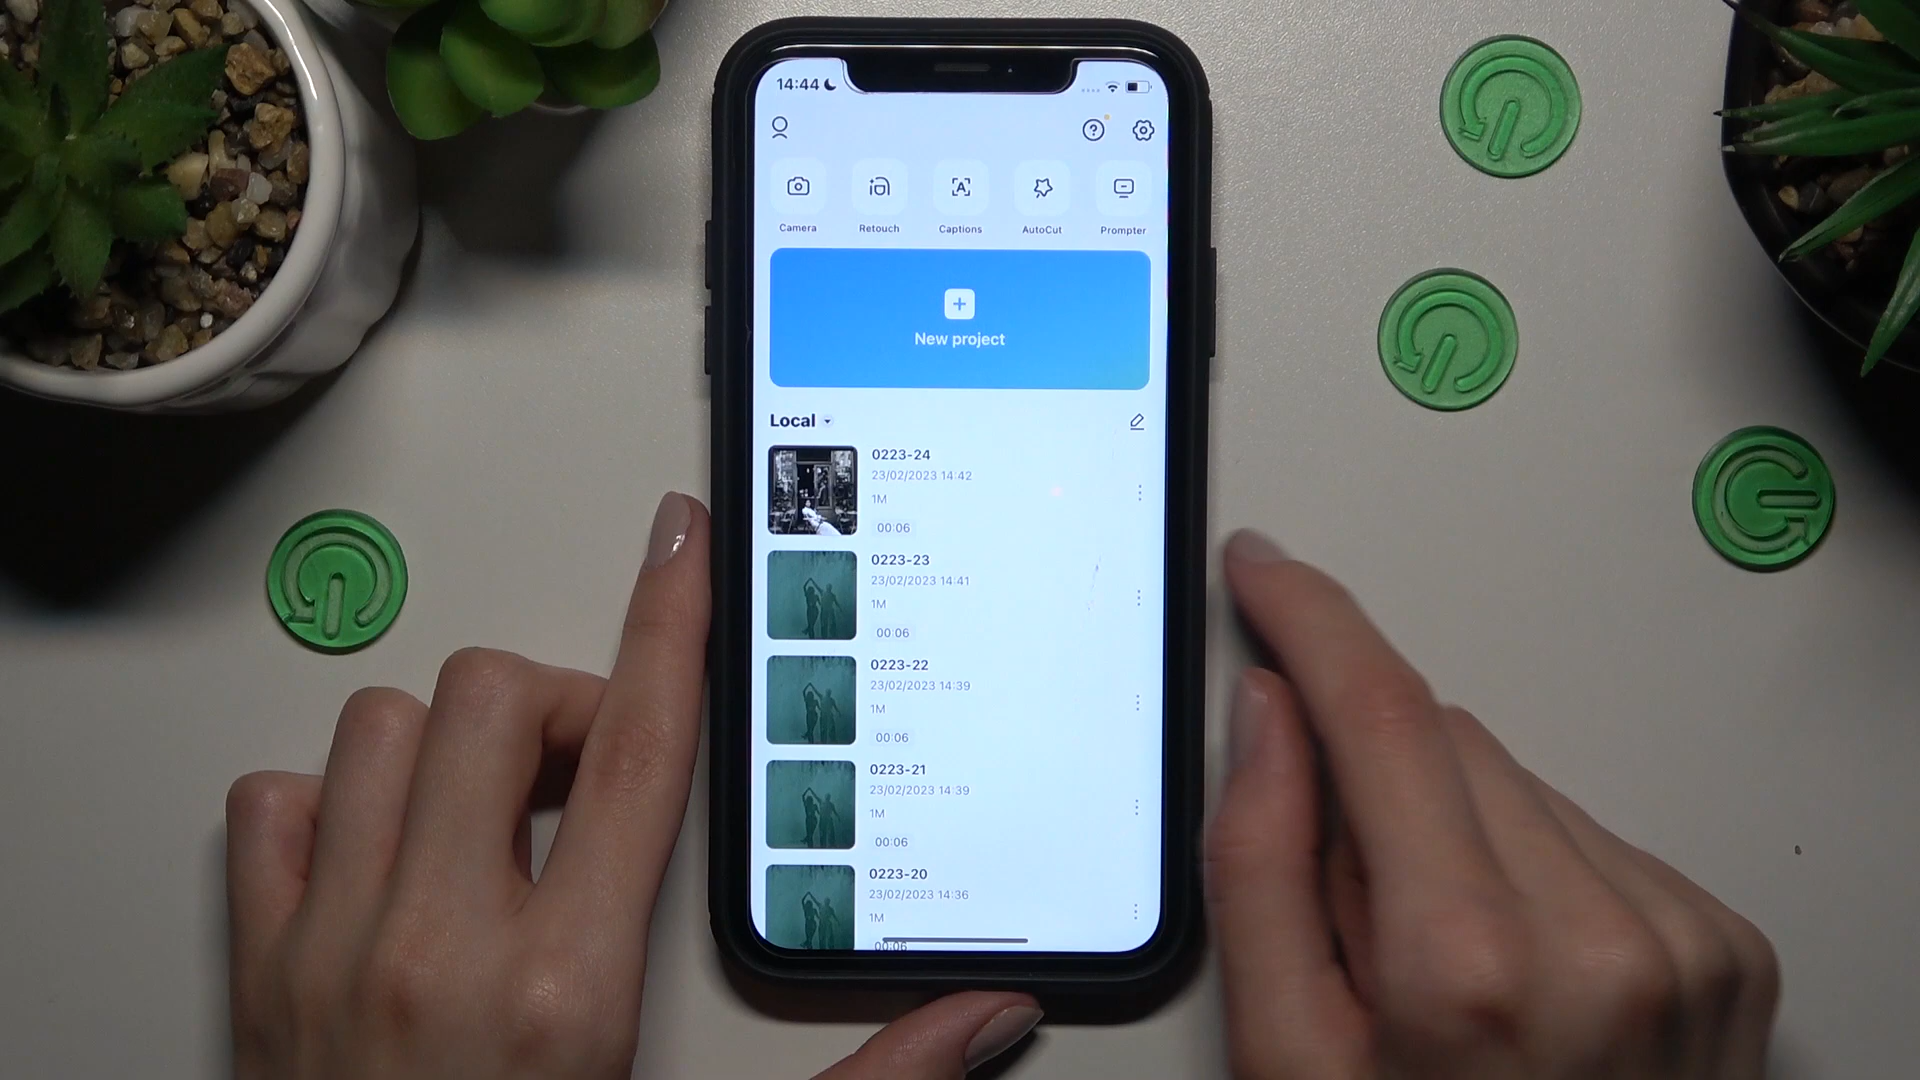 14:44
Camera
Retouch
Captions
AutoCut
Prompter
New project
Local
0223-24
23/02/2023 14:42
1M
00:06
0223-23
23/02/2023 14:41
1M
00:06
0223-22
23/02/2023 14:39
1M
00:06
0223-21
23/02/2023 14:39
1M
00:06
0223-20
23/02/2023 14:36
1M
00:06